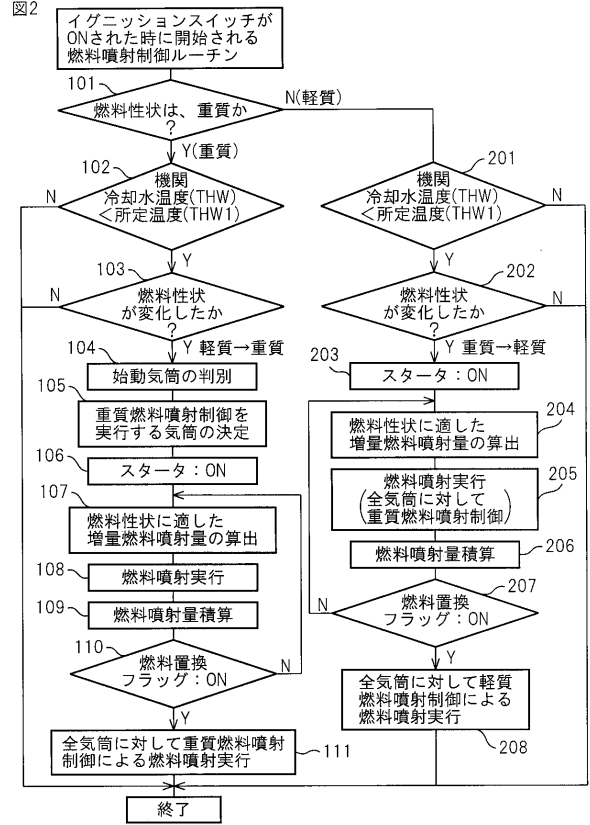 図2
イグニッションスイッチが
ONされた時に開始される
燃料噴射制御ルーチン
101
燃料性状は、重質か
?
N(軽質)
Y(重質)
102
機関
冷却水温度(THW)
<所定温度(THW1)
N
Y
103
燃料性状
が変化したか
?
N
Y 軽質→重質
104
始動気筒の判別
105
重質燃料噴射制御を
実行する気筒の決定
106
スタータ:ON
107
燃料性状に適した
増量燃料噴射量の算出
108
燃料噴射実行
109
燃料噴射量積算
110
燃料置換
フラッグ:ON
N
Y
全気筒に対して重質燃料噴射
制御による燃料噴射実行
111
201
機関
冷却水温度(THW)
<所定温度(THW1)
N
Y
202
燃料性状
が変化したか
?
N
Y 重質→軽質
203
スタータ:ON
204
燃料性状に適した
増量燃料噴射量の算出
205
燃料噴射実行
(全気筒に対して
重質燃料噴射制御)
206
燃料噴射量積算
207
燃料置換
フラッグ:ON
N
Y
全気筒に対して軽質
燃料噴射制御による
燃料噴射実行
208
終了